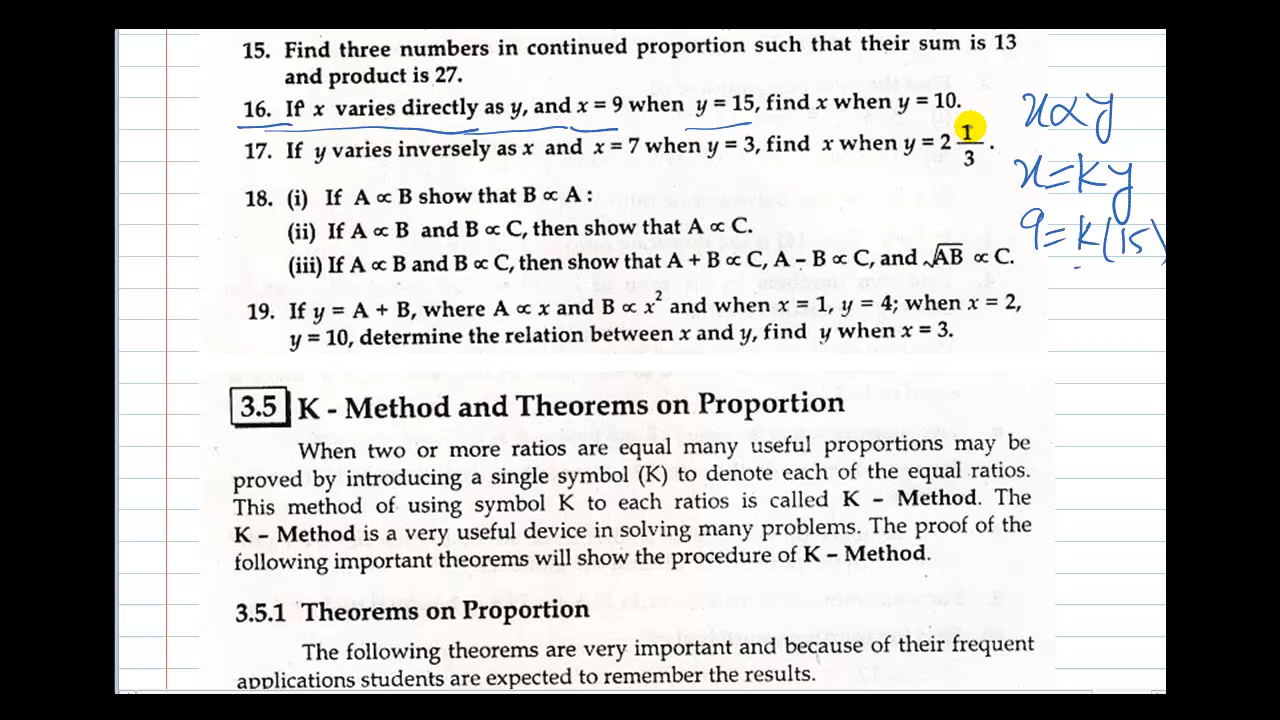 15. Find three numbers in continued proportion such that their sum is 13
and product is 27.
16. If x varies directly as y, and x = 9 when y = 15, find x when y = 10.
17. If y varies inversely as x and x = 7 when y = 3, find x when y = 2 1/3 .
18. (i) If A ∝ B show that B ∝ A :
(ii) If A ∝ B and B ∝ C, then show that A ∝ C.
(iii) If A ∝ B and B ∝ C, then show that A + B ∝ C, A – B ∝ C, and √AB ∝ C.
19. If y = A + B, where A ∝ x and B ∝ x² and when x = 1, y = 4; when x = 2,
y = 10, determine the relation between x and y, find y when x = 3.
x ∝ y
x = k y
9 = k(15)
3.5 K - Method and Theorems on Proportion
When two or more ratios are equal many useful proportions may be
proved by introducing a single symbol (K) to denote each of the equal ratios.
This method of using symbol K to each ratios is called K – Method. The
K – Method is a very useful device in solving many problems. The proof of the
following important theorems will show the procedure of K – Method.
3.5.1 Theorems on Proportion
The following theorems are very important and because of their frequent
applications students are expected to remember the results.